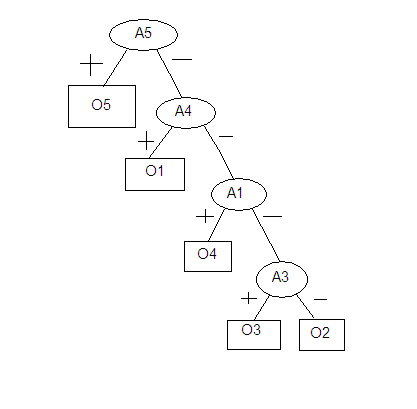 A5
+ —
O5
A4
+ —
O1
A1
+ —
O4
A3
+ —
O3 O2